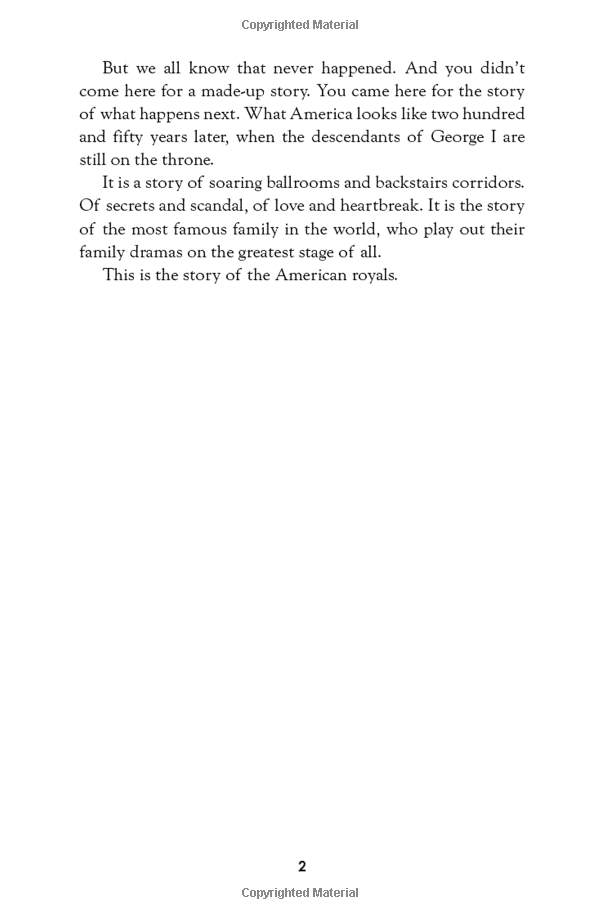 Copyrighted Material
But we all know that never happened. And you didn’t
come here for a made-up story. You came here for the story
of what happens next. What America looks like two hundred
and fifty years later, when the descendants of George I are
still on the throne.
It is a story of soaring ballrooms and backstairs corridors.
Of secrets and scandal, of love and heartbreak. It is the story
of the most famous family in the world, who play out their
family dramas on the greatest stage of all.
This is the story of the American royals.
2
Copyrighted Material